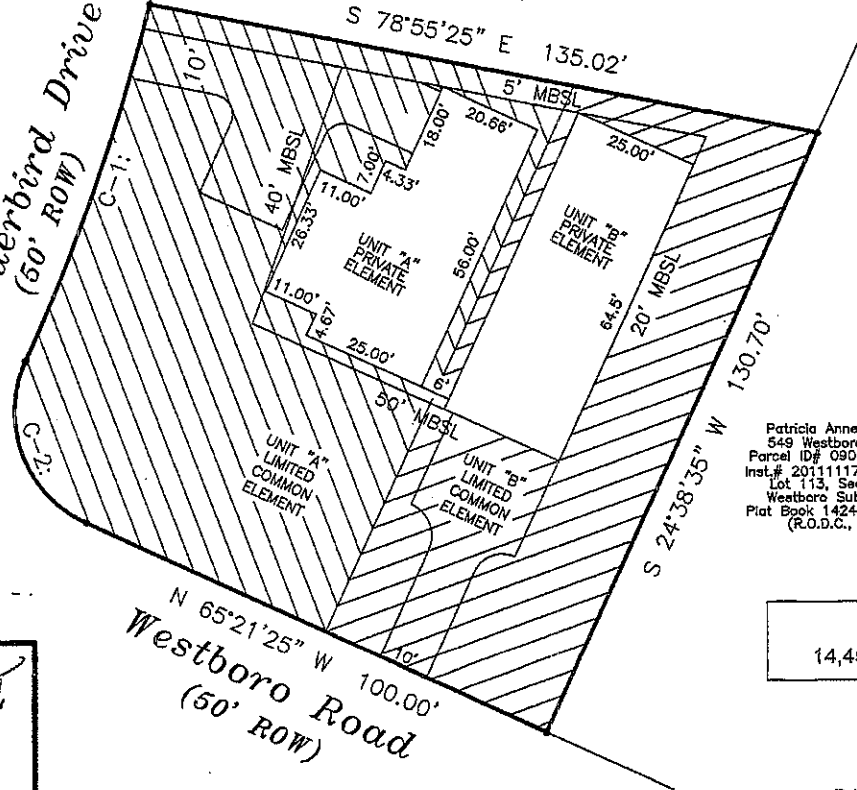 S 78°55'25" E 135.02'
5' MBSL
10'
C-1:
erbird Drive
(50' ROW)
40' MBSL
18.00'
20.66'
7.00'
4.33'
11.00'
26.33'
UNIT "A"
PRIVATE
ELEMENT
56.00'
11.00'
4.67'
25.00'
6'
50' MBSL
25.00'
UNIT "B"
PRIVATE
ELEMENT
64.5'
20' MBSL
S 24°38'35" W 130.70'
C-2:
UNIT "A"
LIMITED
COMMON
ELEMENT
UNIT "B"
LIMITED
COMMON
ELEMENT
10'
N 65°21'25" W 100.00'
Westboro Road
(50' ROW)
Patricia Anne
549 Westbor
Parcel ID# 090
Inst.# 20111117
Lot 113, Se
Westboro Sub
Plat Book 1424
(R.O.D.C.,
14,4